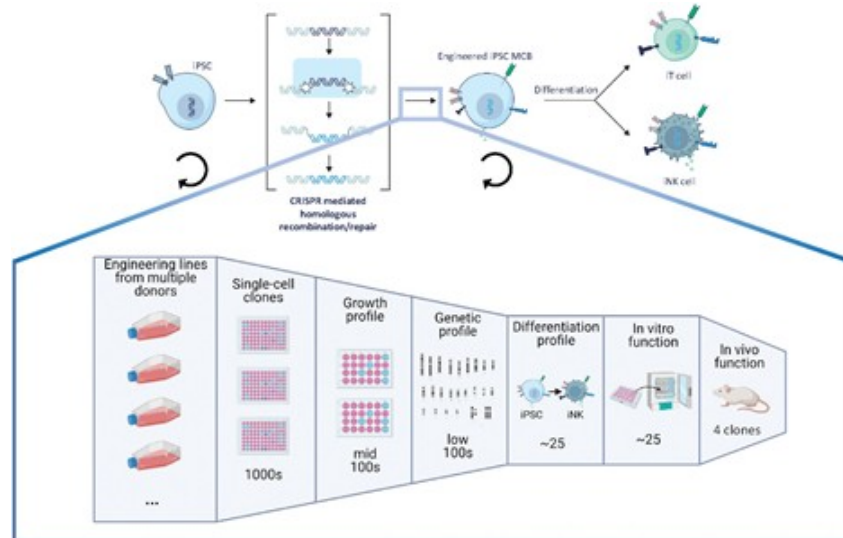 iPSC
Engineered iPSC MCB
iT cell
Differentiation
iNK cell
CRISPR mediated
homologous
recombination/repair
Engineering lines
from multiple
donors
...
Single-cell
clones
1000s
Growth
profile
mid
100s
Genetic
profile
low
100s
Differentiation
profile
iPSC
iNK
~25
In vitro
function
~25
In vivo
function
4 clones